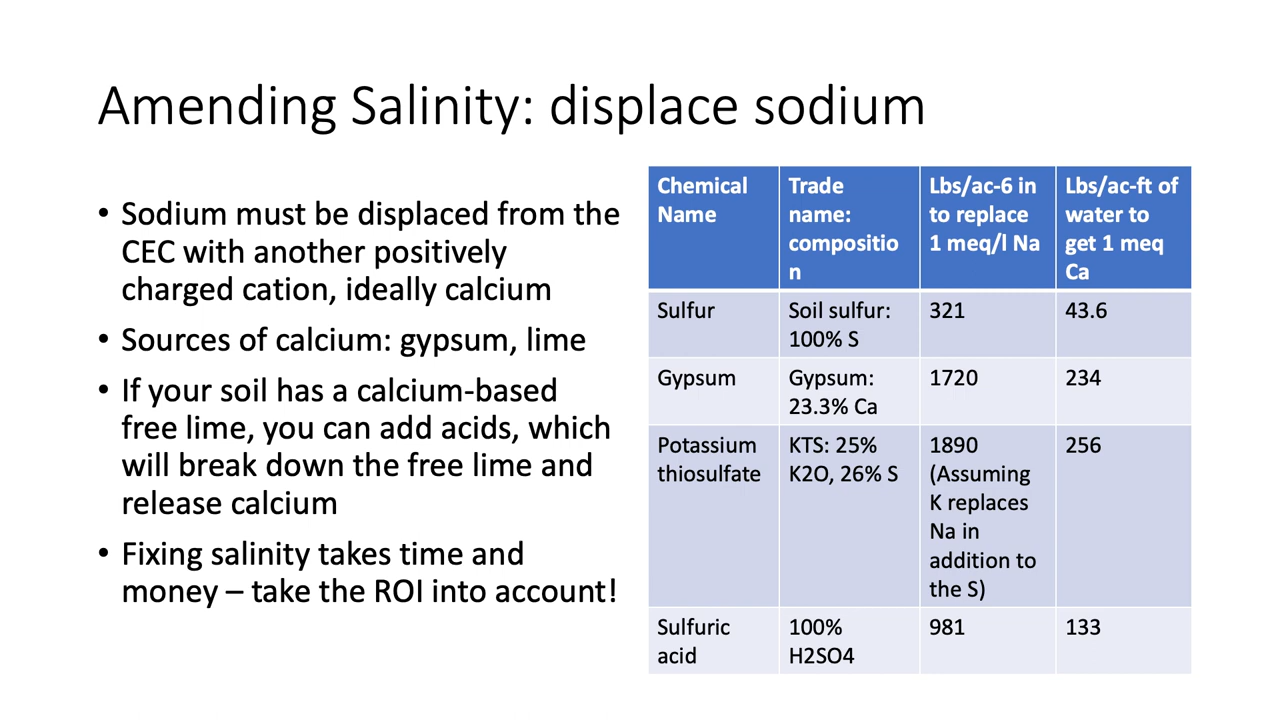 Amending Salinity: displace sodium
• Sodium must be displaced from the
CEC with another positively
charged cation, ideally calcium
• Sources of calcium: gypsum, lime
• If your soil has a calcium-based
free lime, you can add acids, which
will break down the free lime and
release calcium
• Fixing salinity takes time and
money – take the ROI into account!
Chemical
Name
Trade
name:
compositio
n
Lbs/ac-6 in
to replace
1 meq/l Na
Lbs/ac-ft of
water to
get 1 meq
Ca
Sulfur
Soil sulfur:
100% S
321
43.6
Gypsum
Gypsum:
23.3% Ca
1720
234
Potassium
thiosulfate
KTS: 25%
K2O, 26% S
1890
(Assuming
K replaces
Na in
addition to
the S)
256
Sulfuric
acid
100%
H2SO4
981
133